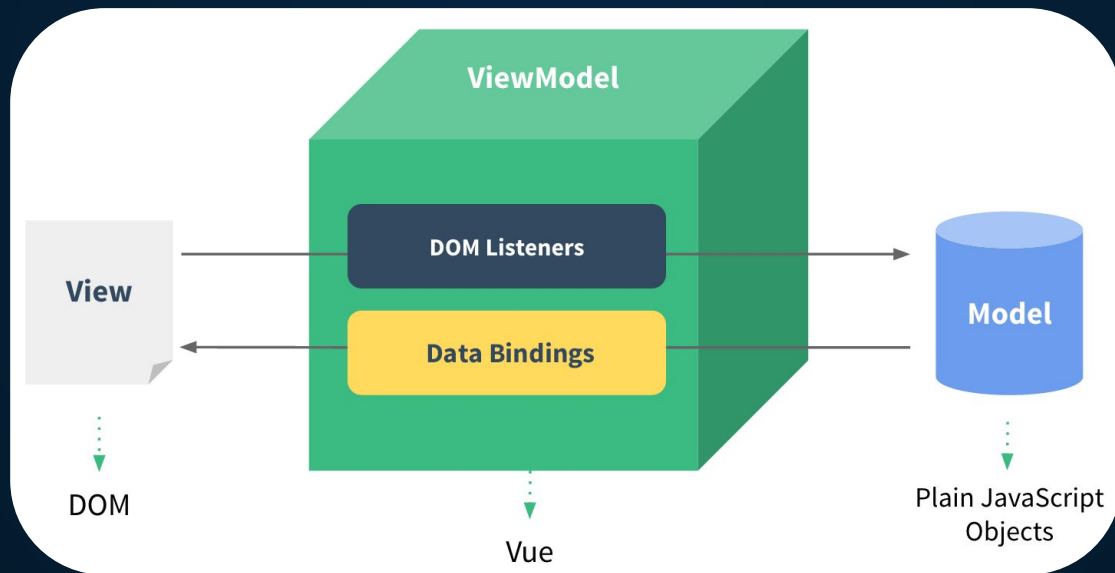 ViewModel
DOM Listeners
View
Data Bindings
Model
DOM
Vue
Plain JavaScript
Objects